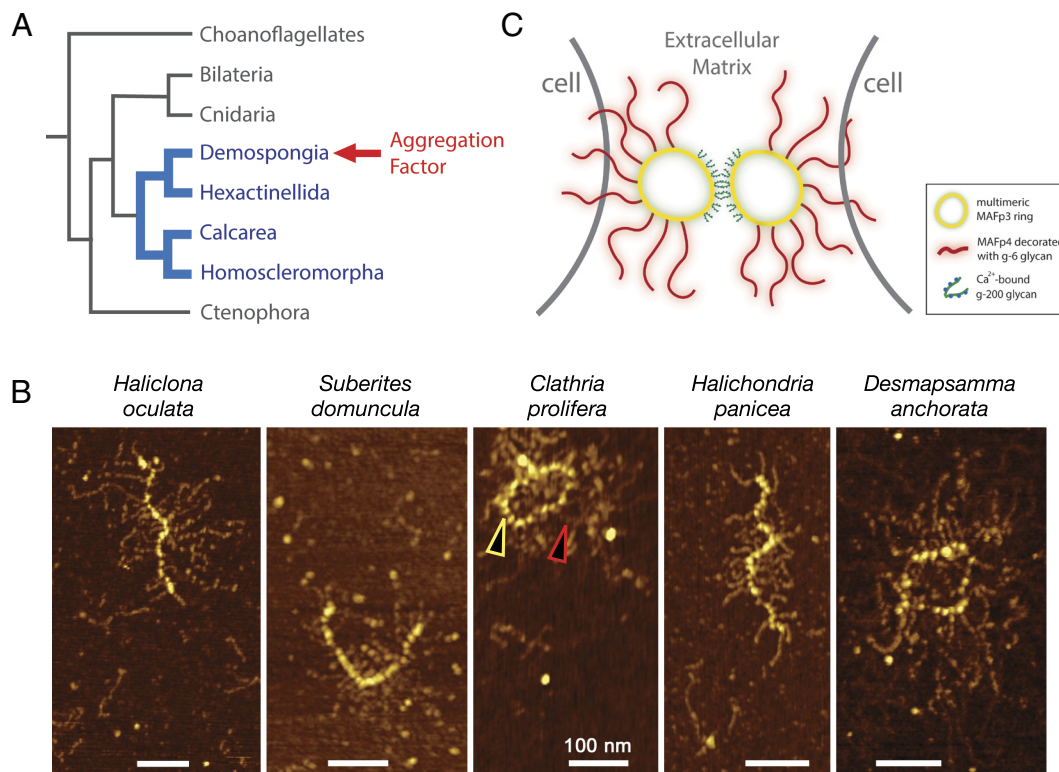 A
Choanoflagellates
Bilateria
Cnidaria
Demospongia
Aggregation
Factor
Hexactinellida
Calcarea
Homoscleromorpha
Ctenophora
C
Extracellular
Matrix
cell
cell
multimeric
MAFp3 ring
MAFp4 decorated
with g-6 glycan
Ca2+-bound
g-200 glycan
B
Haliclona
oculata
Suberites
domuncula
Clathria
prolifera
Halichondria
panicea
Desmapsamma
anchorata
100 nm